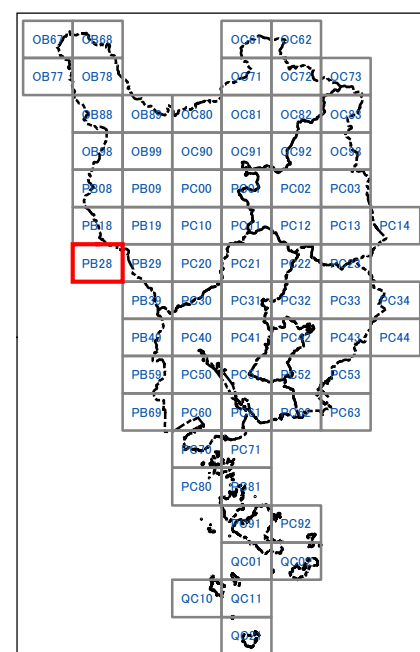 OB67 OB68 OC61 OC62
OB77 OB78 OC71 OC72 OC73
OB88 OB89 OC80 OC81 OC82 OC83
OB98 OB99 OC90 OC91 OC92 OC93
PB08 PB09 PC00 PC01 PC02 PC03
PB18 PB19 PC10 PC11 PC12 PC13 PC14
PB28 PB29 PC20 PC21 PC22 PC23
PB39 PC30 PC31 PC32 PC33 PC34
PB49 PC40 PC41 PC42 PC43 PC44
PB59 PC50 PC51 PC52 PC53
PB69 PC60 PC61 PC62 PC63
PC70 PC71
PC80 PC81
PC91 PC92
QC01 QC02
QC10 QC11
QC21